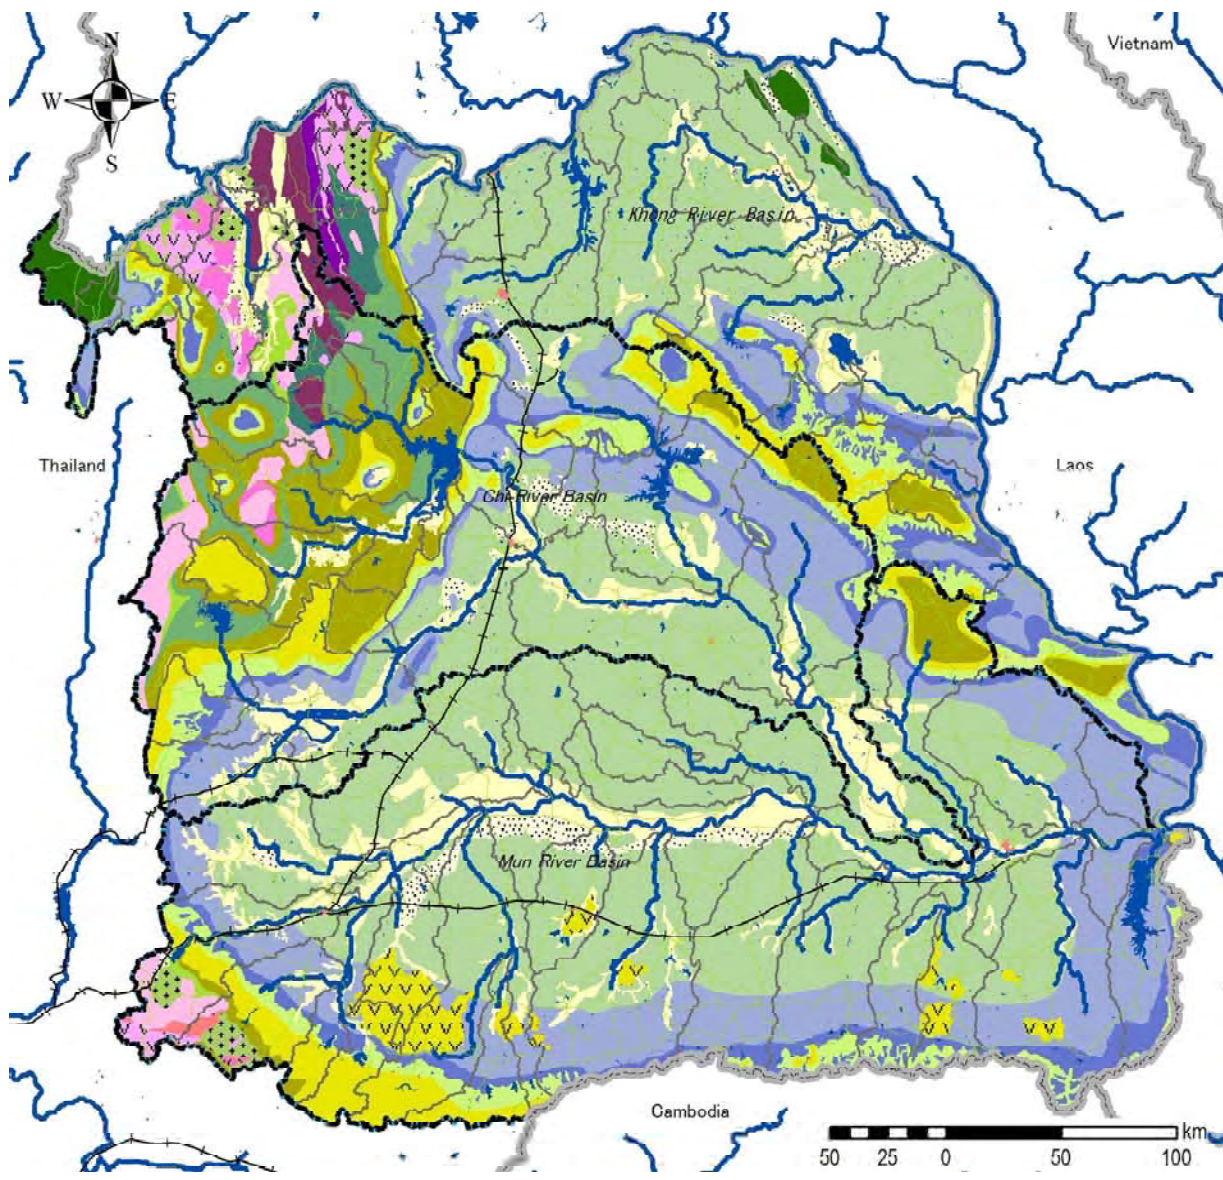 N
Vietnam
W E
S
Khong River Basin
Thailand
Laos
Chi River Basin
Mun River Basin
Cambodia
km
50 25 0 50 100